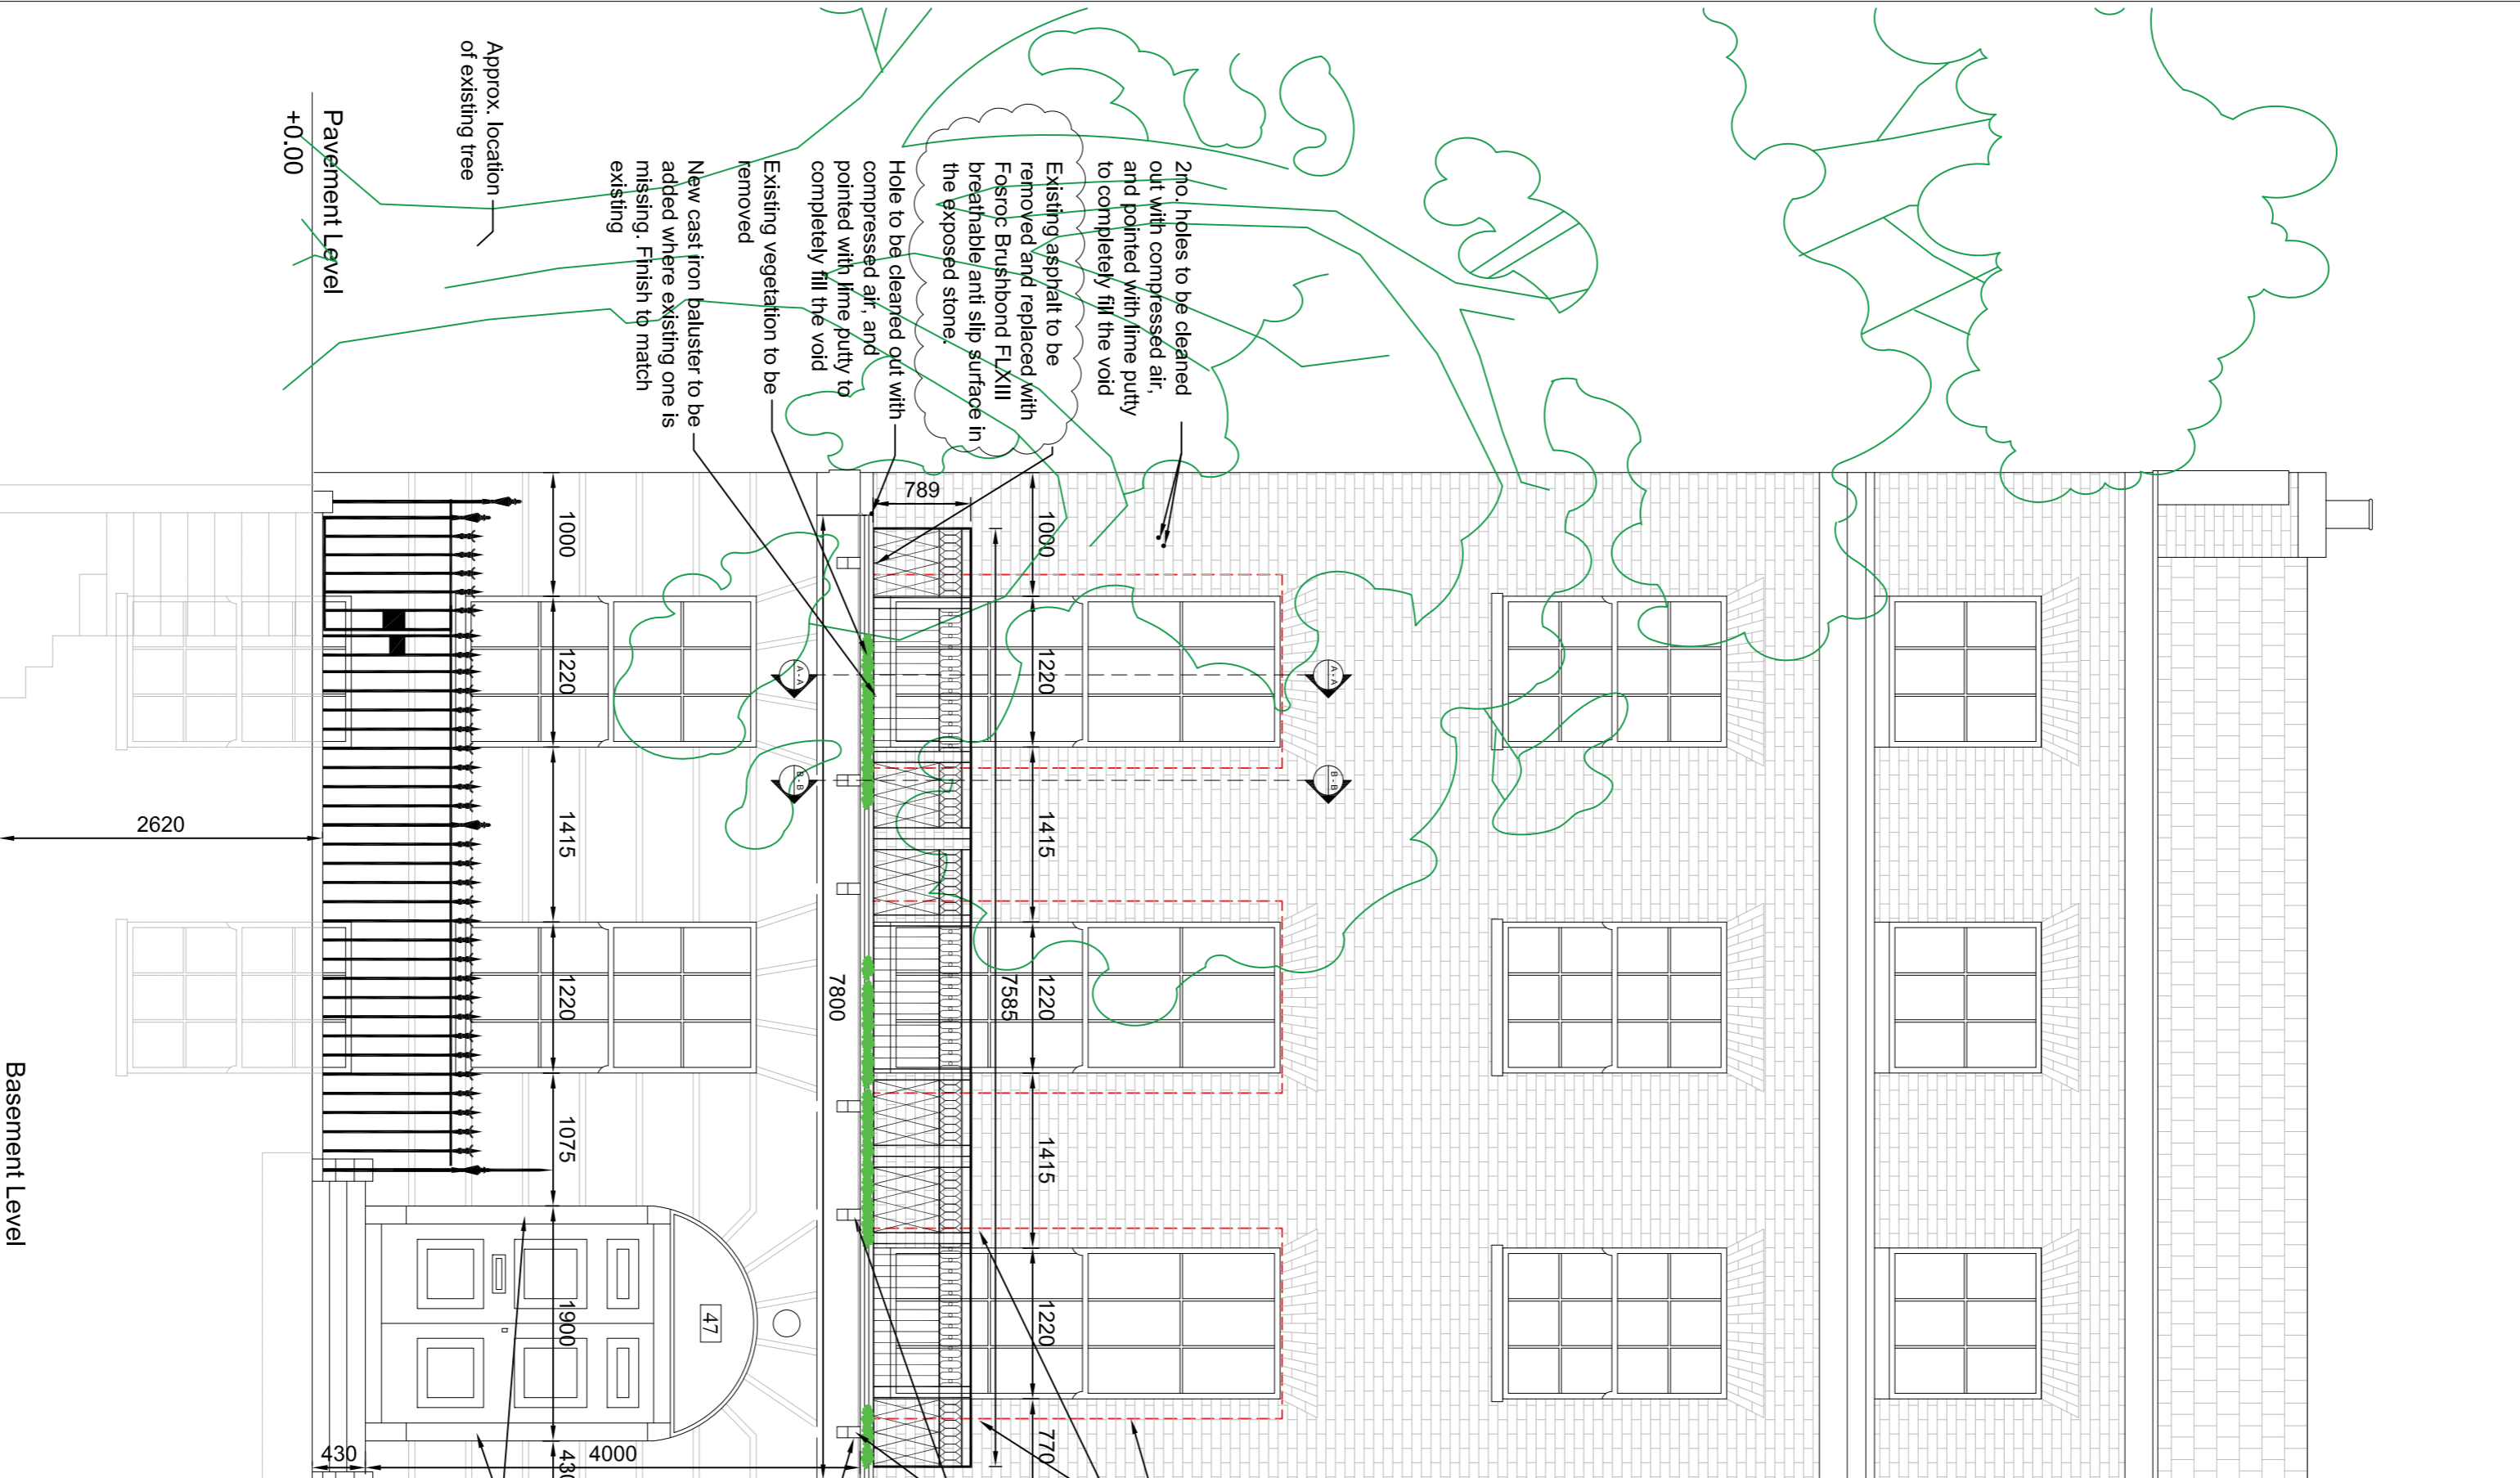 2no. holes to be cleaned
out with compressed air,
and pointed with lime putty
to completely fill the void
Existing asphalt to be
removed and replaced with
Fosroc Brushbond FLXIII
breathable anti slip surface in
the exposed stone.
Hole to be cleaned out with
compressed air, and
pointed with lime putty to
completely fill the void
Existing vegetation to be
removed
New cast iron baluster to be
added where existing one is
missing. Finish to match
existing
Approx. location
of existing tree
Pavement Level
+0.00
789
1000
1220
1415
1220
1415
1220
770
7585
7800
A-A
A-A
B-B
B-B
1000
1220
1415
1220
1075
1900
430
47
4000
430
2620
Basement Level